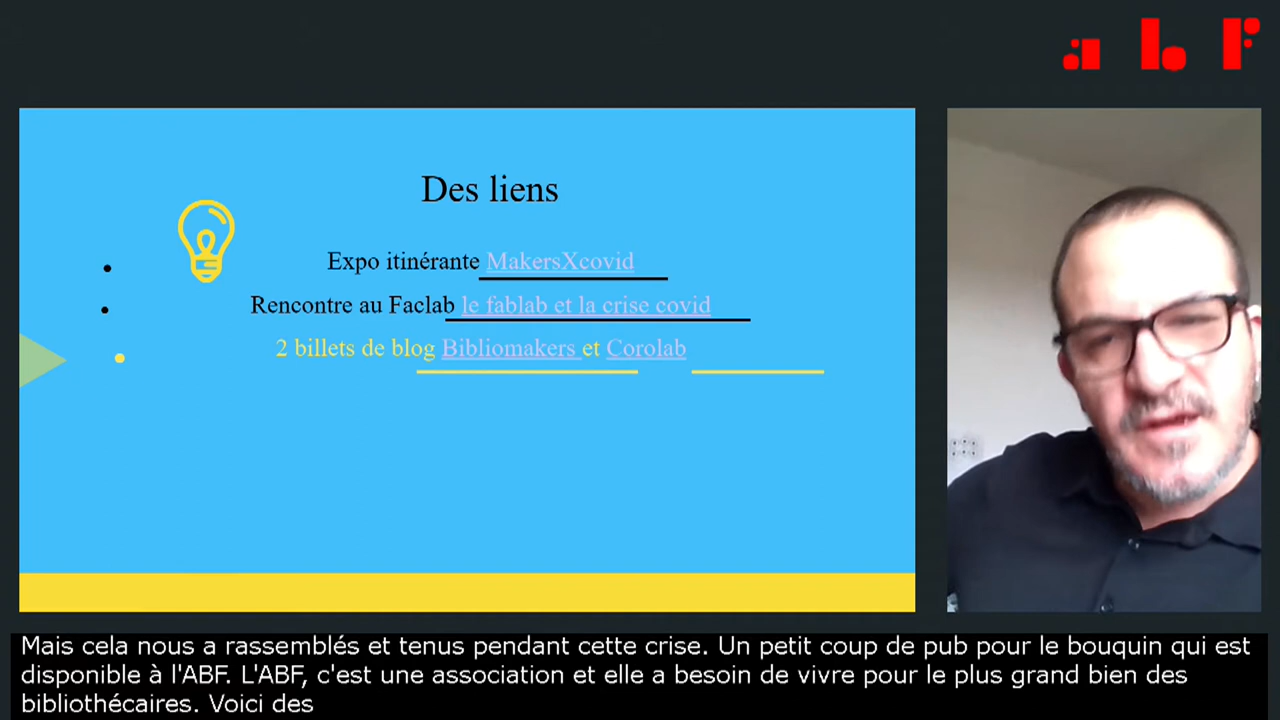 abf
Des liens
Expo itinérante MakersXcovid
Rencontre au Faclab le fablab et la crise covid
2 billets de blog Bibliomakers et Corolab
Mais cela nous a rassemblés et tenus pendant cette crise. Un petit coup de pub pour le bouquin qui est
disponible à l'ABF. L'ABF, c'est une association et elle a besoin de vivre pour le plus grand bien des
bibliothécaires. Voici des